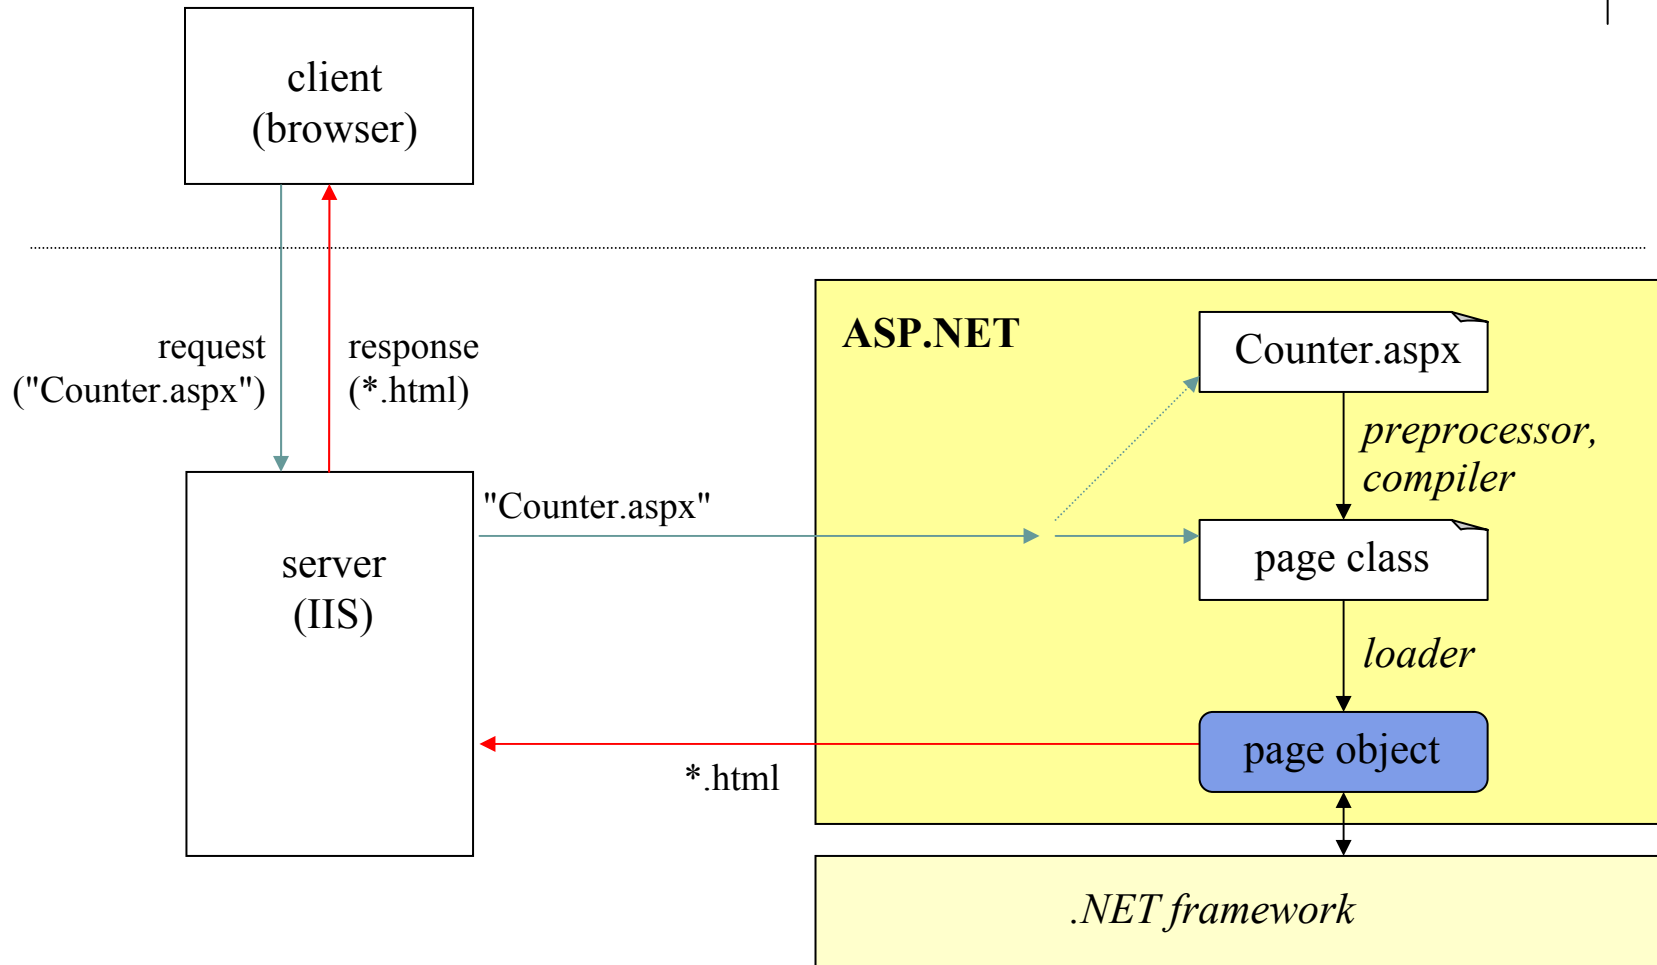 client
(browser)
request
("Counter.aspx")
response
(*.html)
ASP.NET
Counter.aspx
preprocessor,
compiler
"Counter.aspx"
server
(IIS)
page class
loader
page object
*.html
.NET framework